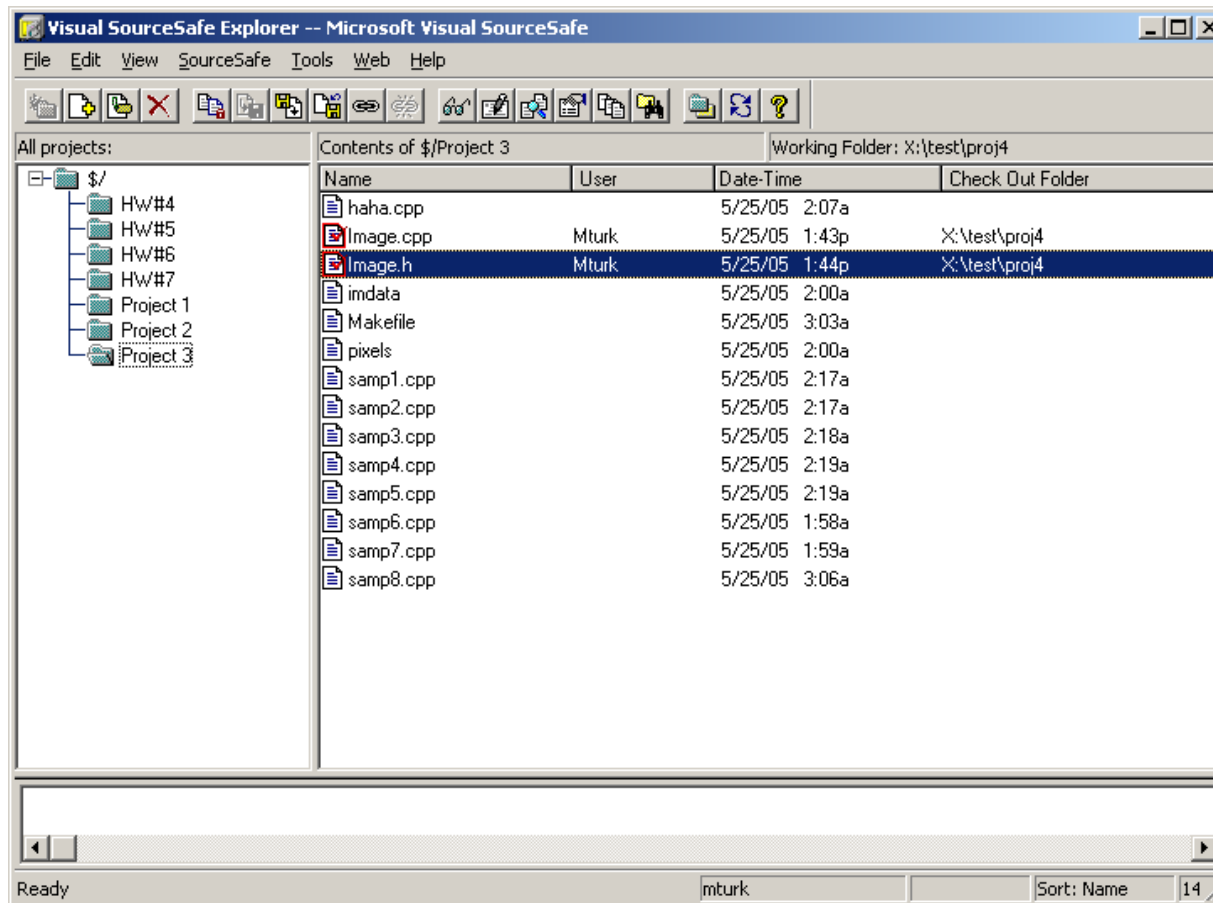 Visual SourceSafe Explorer -- Microsoft Visual SourceSafe
File Edit View SourceSafe Tools Web Help
All projects: Contents of $/Project 3 Working Folder: X:\test\proj4
$/
HW#4
HW#5
HW#6
HW#7
Project 1
Project 2
Project 3
Name User Date-Time Check Out Folder
haha.cpp 5/25/05 2:07a
Image.cpp Mturk 5/25/05 1:43p X:\test\proj4
Image.h Mturk 5/25/05 1:44p X:\test\proj4
imdata 5/25/05 2:00a
Makefile 5/25/05 3:03a
pixels 5/25/05 2:00a
samp1.cpp 5/25/05 2:17a
samp2.cpp 5/25/05 2:17a
samp3.cpp 5/25/05 2:18a
samp4.cpp 5/25/05 2:19a
samp5.cpp 5/25/05 2:19a
samp6.cpp 5/25/05 1:58a
samp7.cpp 5/25/05 1:59a
samp8.cpp 5/25/05 3:06a
Ready mturk Sort: Name 14